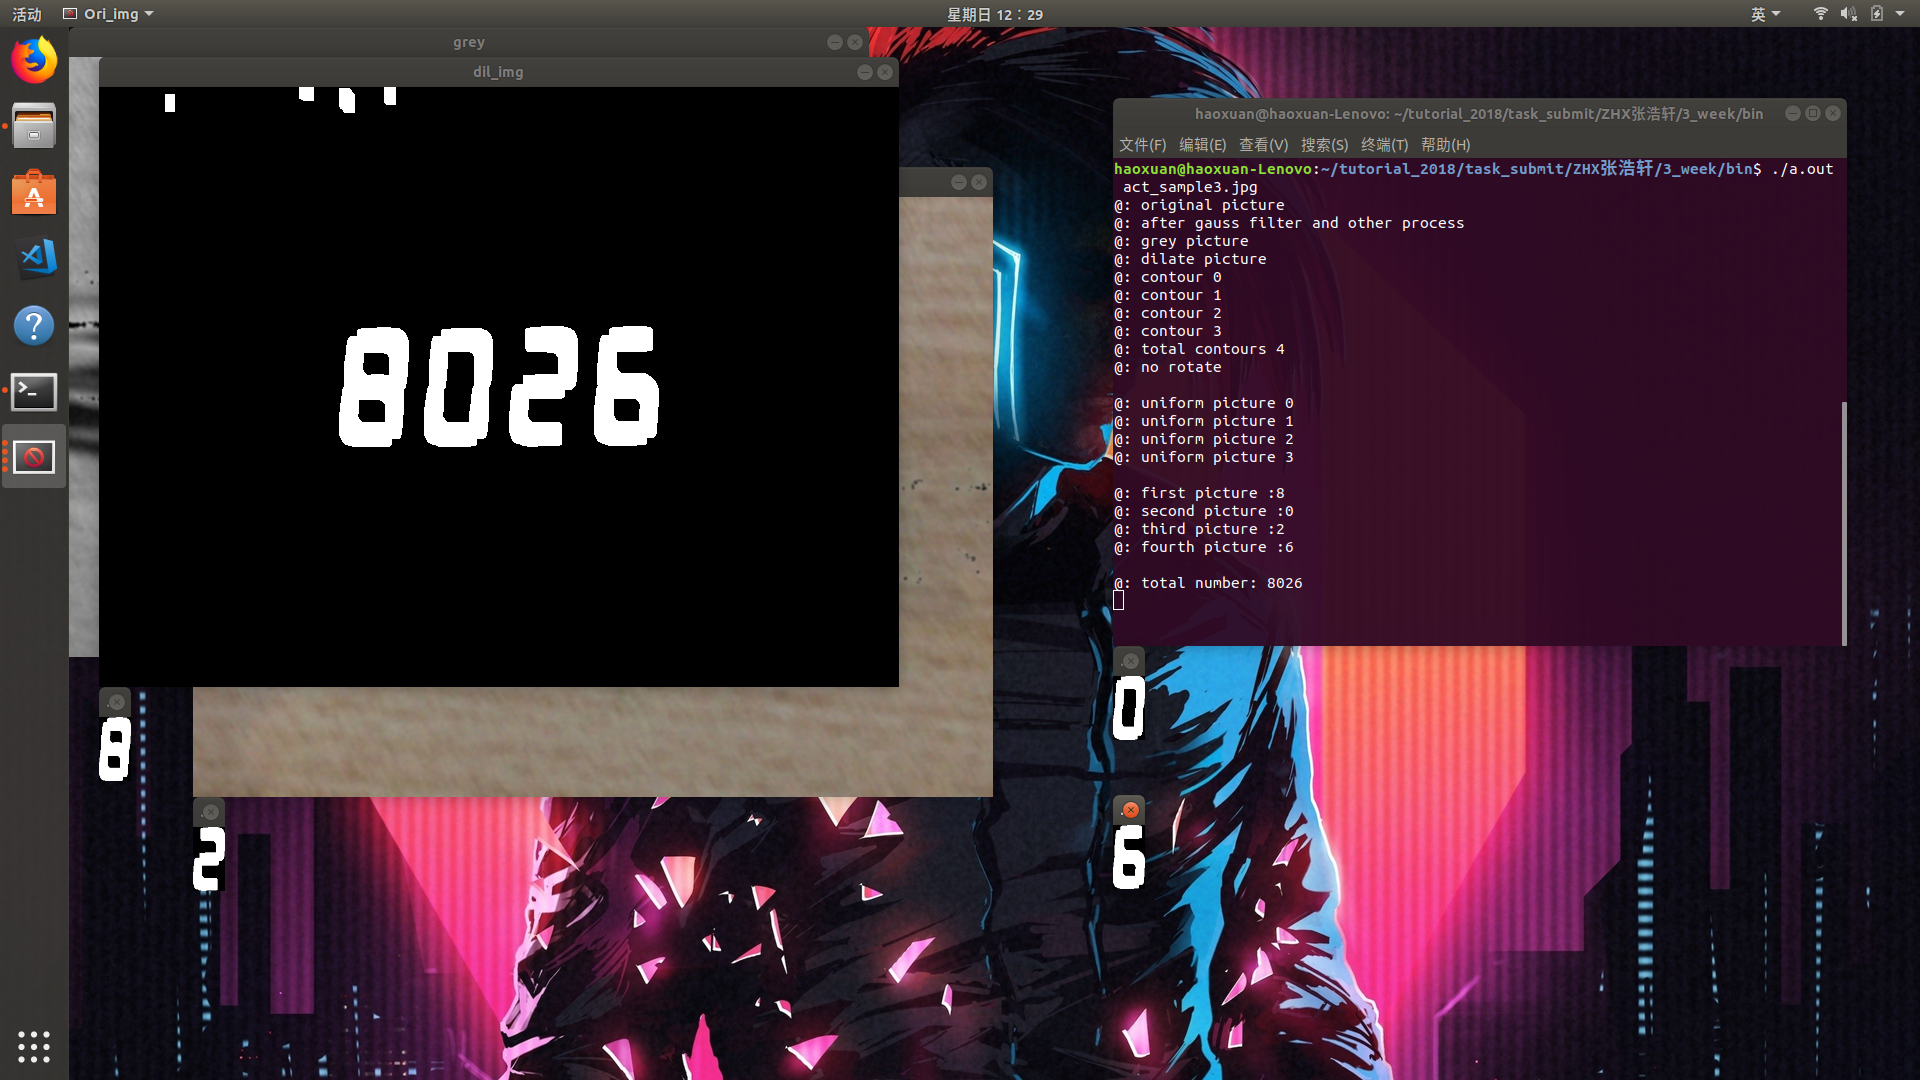 活动
Ori_img
星期日 12：29
英
grey
dil_img
8026
8
2
haoxuan@haoxuan-Lenovo: ~/tutorial_2018/task_submit/ZHX张浩轩/3_week/bin
文件(F) 编辑(E) 查看(V) 搜索(S) 终端(T) 帮助(H)
haoxuan@haoxuan-Lenovo:~/tutorial_2018/task_submit/ZHX张浩轩/3_week/bin$ ./a.out
act_sample3.jpg
@: original picture
@: after gauss filter and other process
@: grey picture
@: dilate picture
@: contour 0
@: contour 1
@: contour 2
@: contour 3
@: total contours 4
@: no rotate
@: uniform picture 0
@: uniform picture 1
@: uniform picture 2
@: uniform picture 3
@: first picture :8
@: second picture :0
@: third picture :2
@: fourth picture :6
@: total number: 8026
0
6